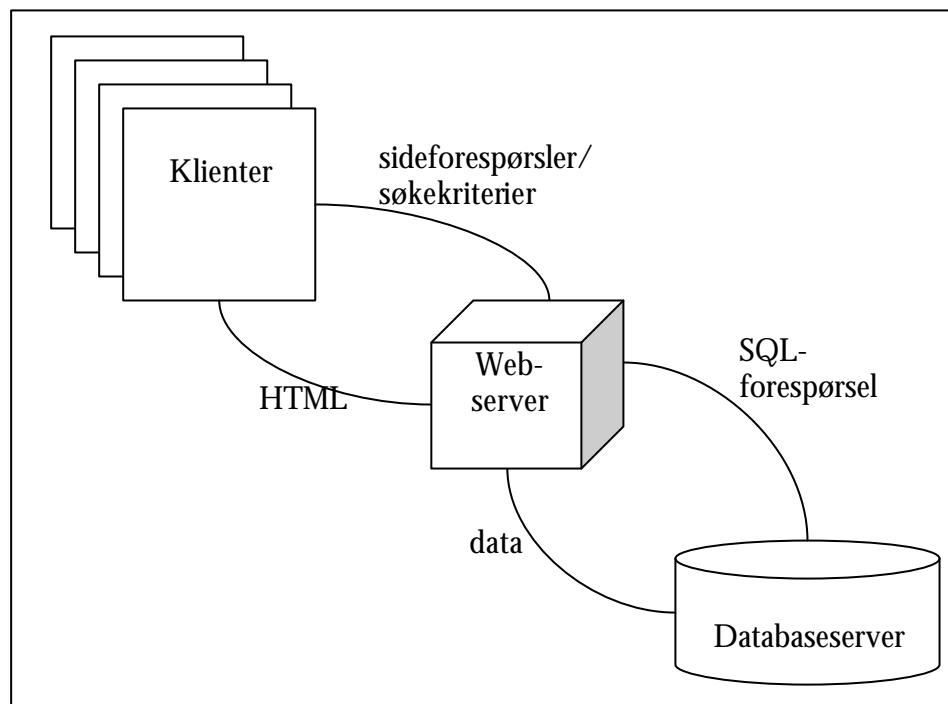 Klienter
sideforespørsler/
søkekriterier
HTML
Web-
server
SQL-
forespørsel
data
Databaseserver